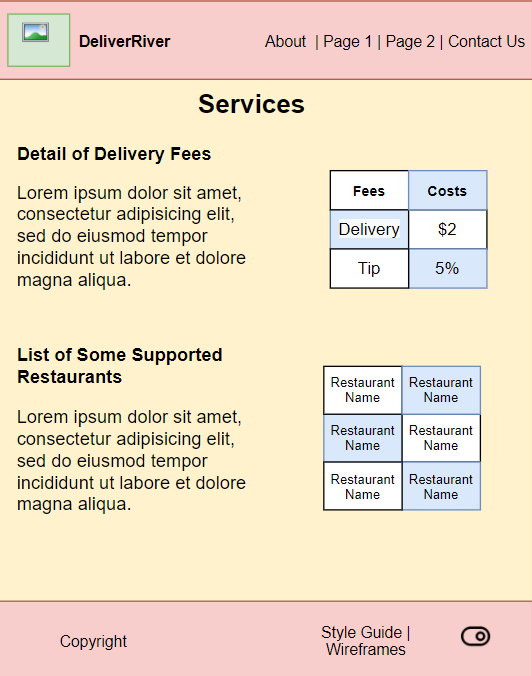 DeliverRiver
About | Page 1 | Page 2 | Contact Us
Services
Detail of Delivery Fees
Lorem ipsum dolor sit amet,
consectetur adipisicing elit,
sed do eiusmod tempor
incididunt ut labore et dolore
magna aliqua.
Fees Costs
Delivery $2
Tip 5%
List of Some Supported
Restaurants
Lorem ipsum dolor sit amet,
consectetur adipisicing elit,
sed do eiusmod tempor
incididunt ut labore et dolore
magna aliqua.
Restaurant Restaurant
Name Name
Restaurant Restaurant
Name Name
Restaurant Restaurant
Name Name
Copyright
Style Guide |
Wireframes